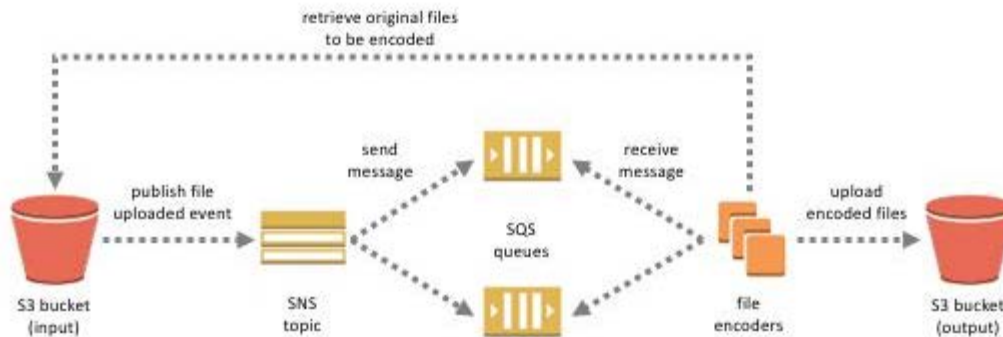 retrieve original files
to be encoded
send
message
receive
message
publish file
uploaded event
upload
encoded files
SQS
queues
S3 bucket
(input)
SNS
topic
file
encoders
S3 bucket
(output)